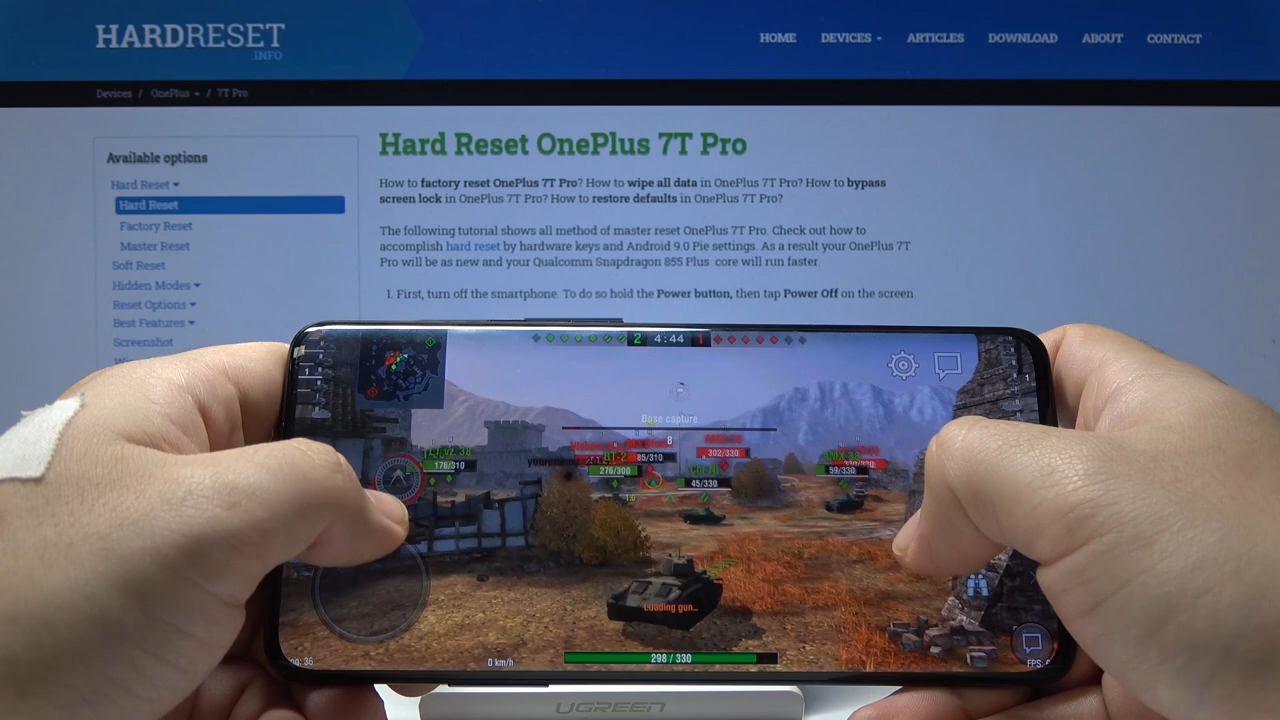 HARDRESET
.INFO
HOME DEVICES ARTICLES DOWNLOAD ABOUT CONTACT
Devices / OnePlus / 7T Pro
Available options
Hard Reset
Hard Reset
Factory Reset
Master Reset
Soft Reset
Hidden Modes
Reset Options
Best Features
Screenshot
Hard Reset OnePlus 7T Pro
How to factory reset OnePlus 7T Pro? How to wipe all data in OnePlus 7T Pro? How to bypass
screen lock in OnePlus 7T Pro? How to restore defaults in OnePlus 7T Pro?
The following tutorial shows all method of master reset OnePlus 7T Pro. Check out how to
accomplish hard reset by hardware keys and Android 9.0 Pie settings. As a result your OnePlus 7T
Pro will be as new and your Qualcomm Snapdragon 855 Plus core will run faster.
1. First, turn off the smartphone. To do so hold the Power button, then tap Power Off on the screen.
2 4:44 1
Base capture
8
85/310
302/330
BT-2
176/310
276/300
45/330
59/330
1.0
Loading gun...
298 / 330
0 km/h
36
FPS:
UGREEN